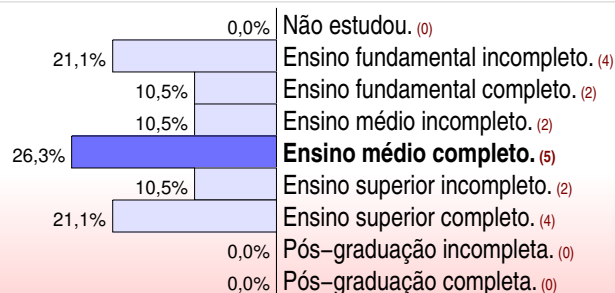 0,0% Não estudou. (0)
21,1% Ensino fundamental incompleto. (4)
10,5% Ensino fundamental completo. (2)
10,5% Ensino médio incompleto. (2)
26,3% Ensino médio completo. (5)
10,5% Ensino superior incompleto. (2)
21,1% Ensino superior completo. (4)
0,0% Pós−graduação incompleta. (0)
0,0% Pós−graduação completa. (0)